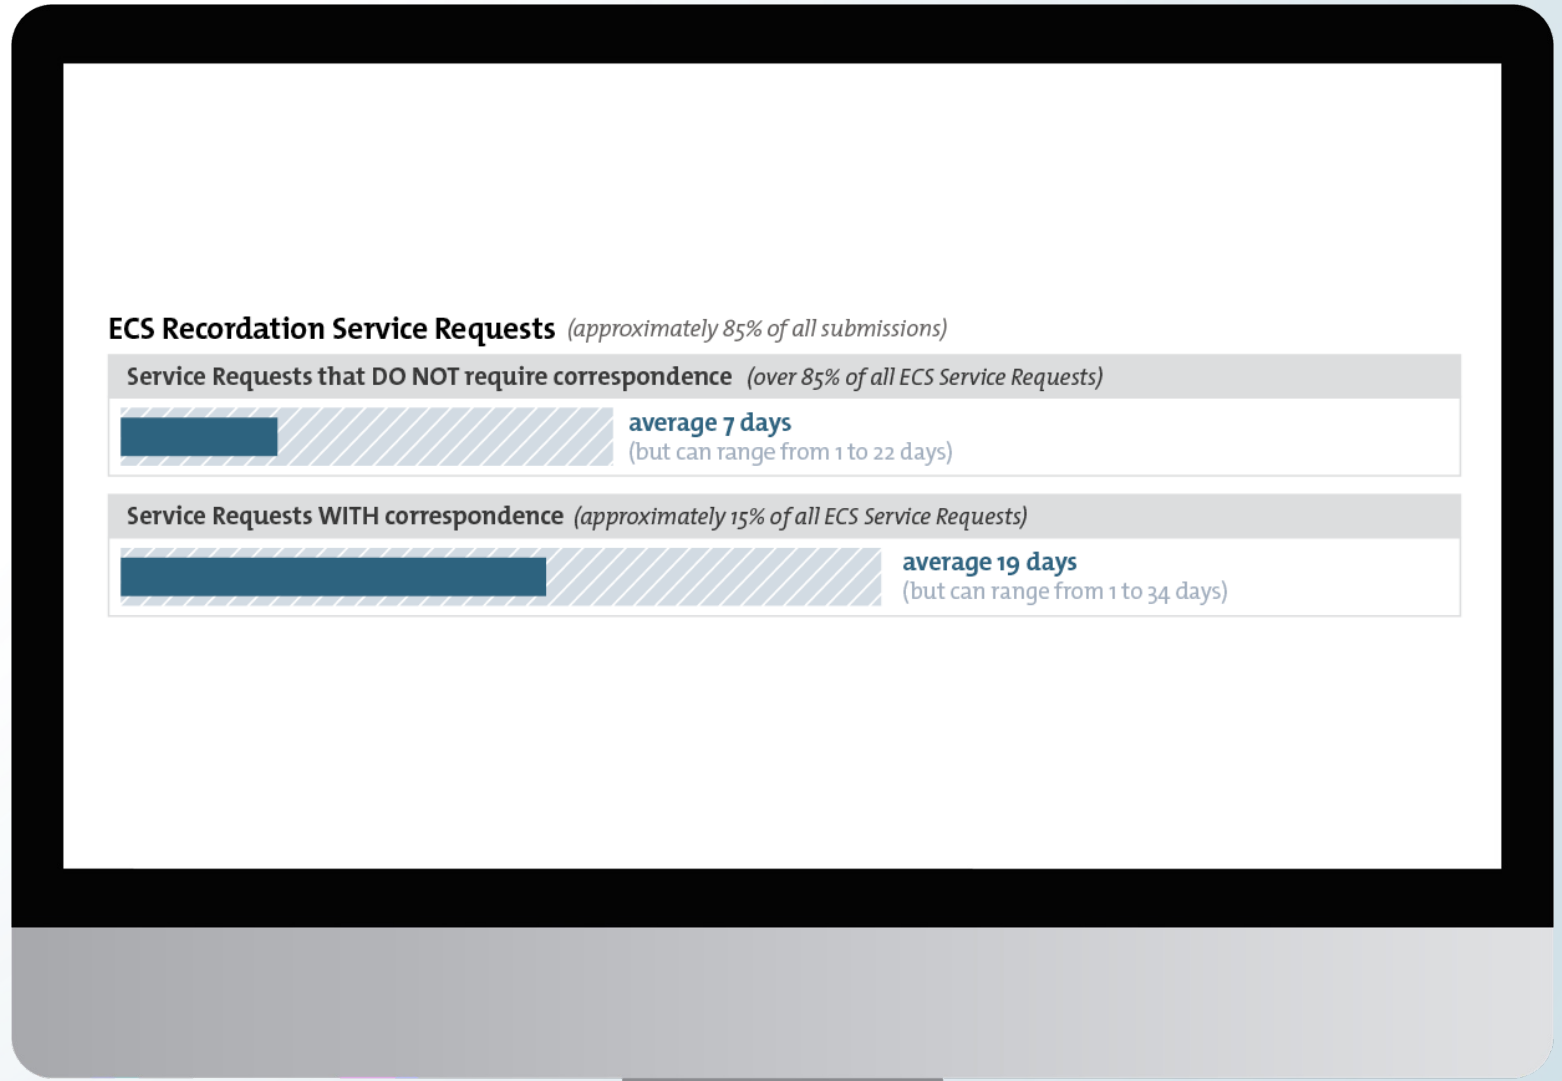 ECS Recordation Service Requests (approximately 85% of all submissions)
Service Requests that DO NOT require correspondence (over 85% of all ECS Service Requests)
average 7 days
(but can range from 1 to 22 days)
Service Requests WITH correspondence (approximately 15% of all ECS Service Requests)
average 19 days
(but can range from 1 to 34 days)